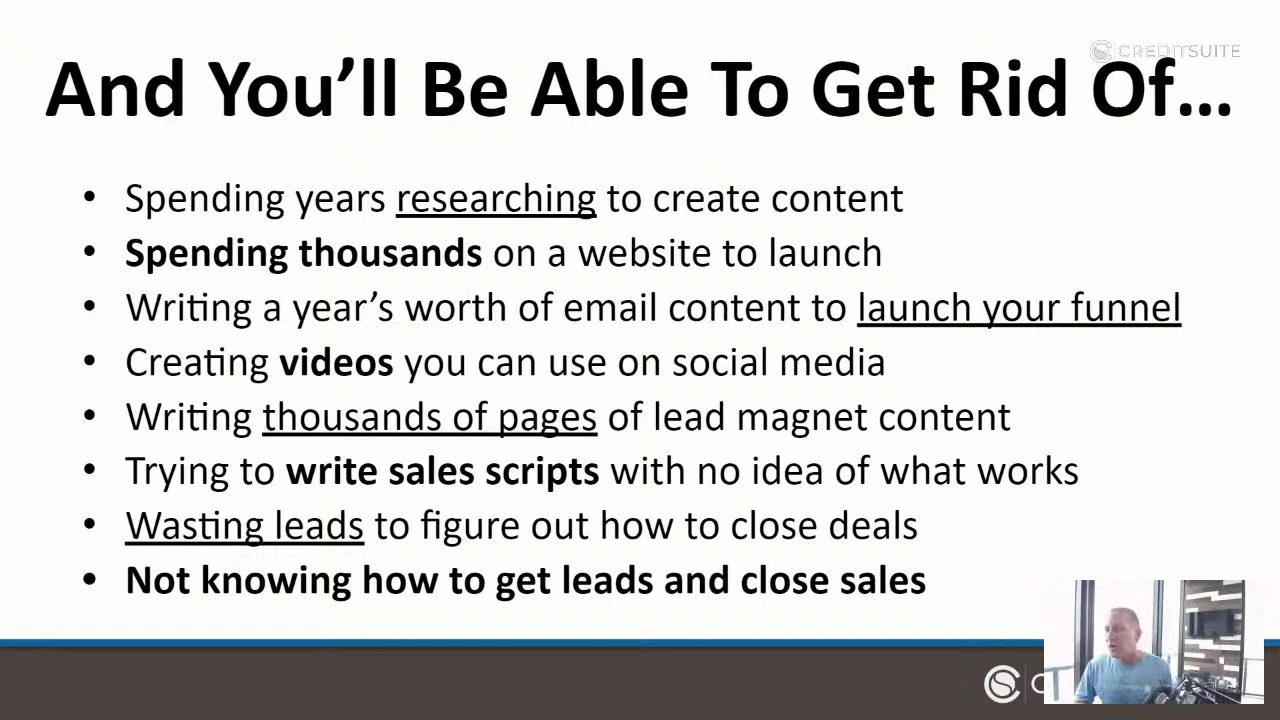 CREDITSUITE
And You’ll Be Able To Get Rid Of...
• Spending years researching to create content
• Spending thousands on a website to launch
• Writing a year’s worth of email content to launch your funnel
• Creating videos you can use on social media
• Writing thousands of pages of lead magnet content
• Trying to write sales scripts with no idea of what works
• Wasting leads to figure out how to close deals
• Not knowing how to get leads and close sales